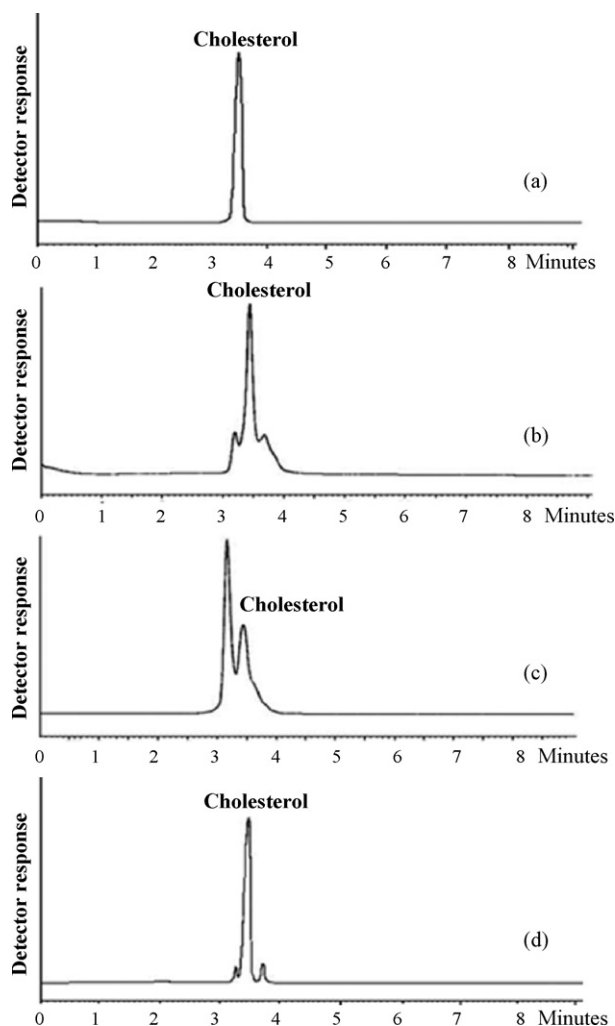 Cholesterol
Detector response
(a)
0 1 2 3 4 5 6 7 8 Minutes
Cholesterol
Detector response
(b)
0 1 2 3 4 5 6 7 8 Minutes
Cholesterol
Detector response
(c)
0 1 2 3 4 5 6 7 8 Minutes
Cholesterol
Detector response
(d)
0 1 2 3 4 5 6 7 8 Minutes